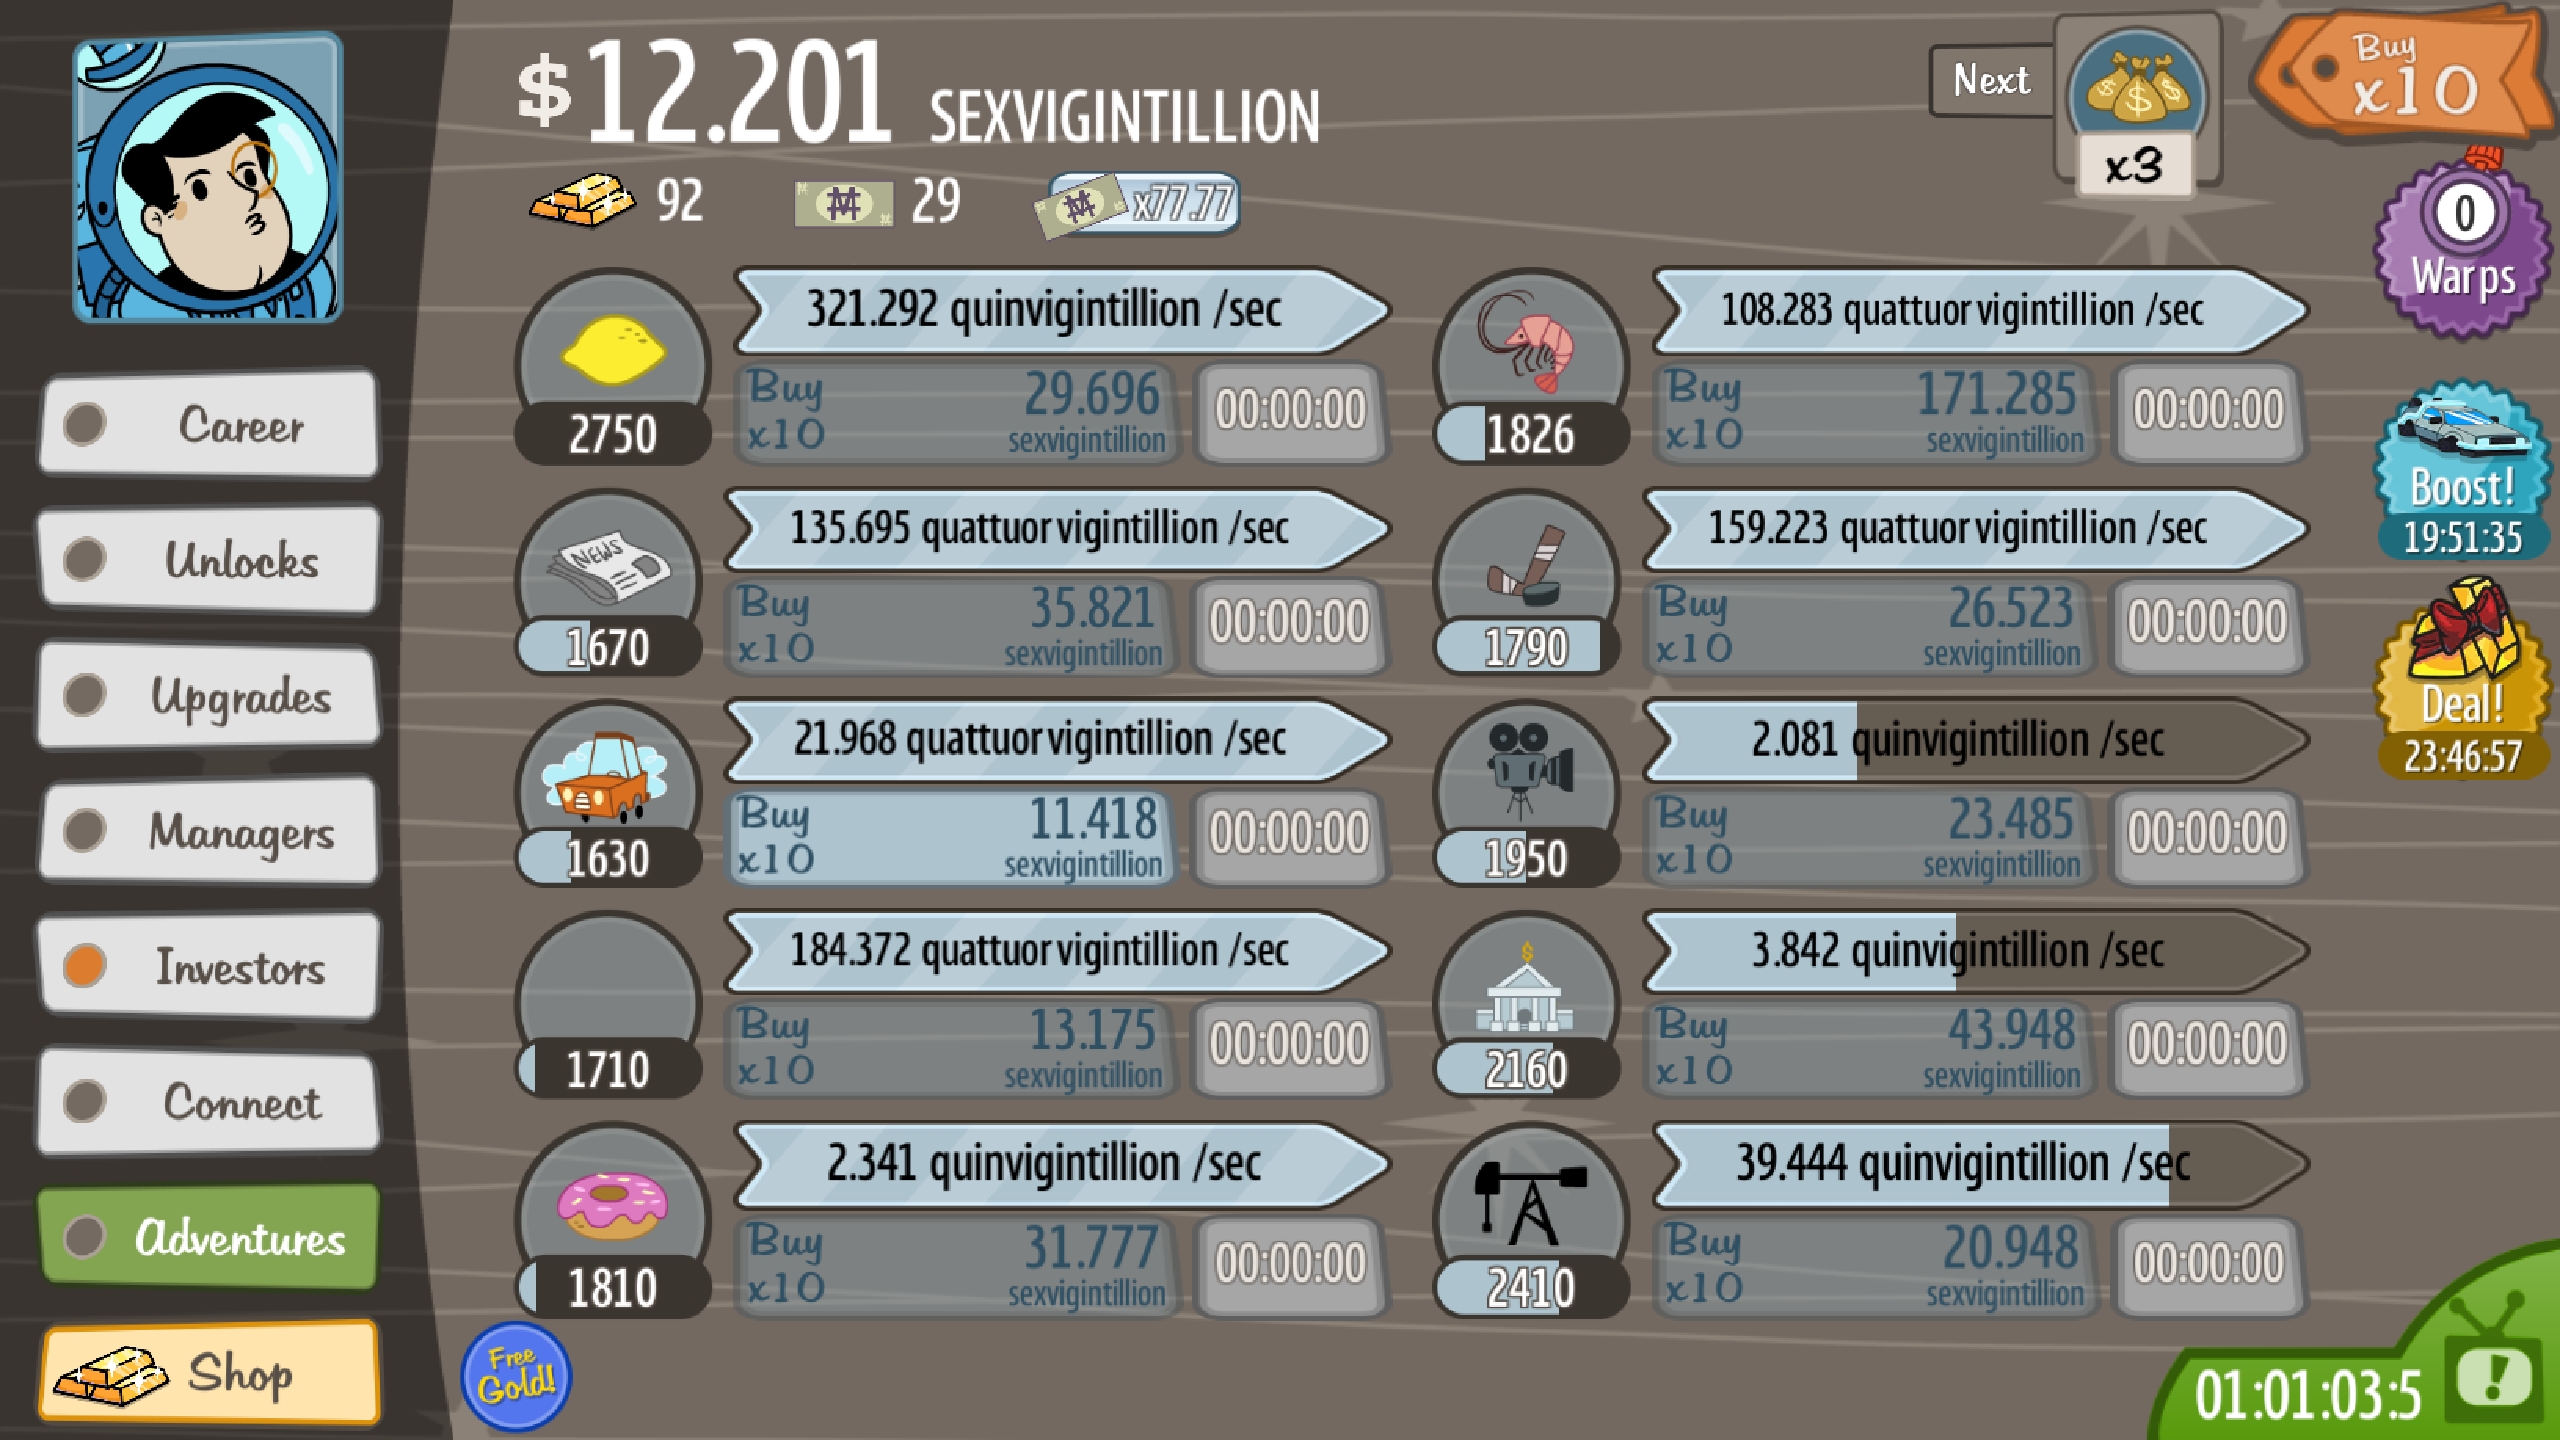 $12.201 SEXVIGINTILLION
92
29
x77.77
Next
x3
Buy
x10
0
Warps
Boost!
19:51:35
Deal!
23:46:57
Career
Unlocks
Upgrades
Managers
Investors
Connect
Adventures
Shop
321.292 quinvigintillion /sec
2750
Buy
x10
29.696
sexvigintillion
00:00:00
108.283 quattuorvigintillion /sec
1826
Buy
x10
171.285
sexvigintillion
00:00:00
NEWS
135.695 quattuorvigintillion /sec
1670
Buy
x10
35.821
sexvigintillion
00:00:00
159.223 quattuorvigintillion /sec
1790
Buy
x10
26.523
sexvigintillion
00:00:00
21.968 quattuorvigintillion /sec
1630
Buy
x10
11.418
sexvigintillion
00:00:00
2.081 quinvigintillion /sec
1950
Buy
x10
23.485
sexvigintillion
00:00:00
184.372 quattuorvigintillion /sec
1710
Buy
x10
13.175
sexvigintillion
00:00:00
$
3.842 quinvigintillion /sec
2160
Buy
x10
43.948
sexvigintillion
00:00:00
2.341 quinvigintillion /sec
1810
Buy
x10
31.777
sexvigintillion
00:00:00
39.444 quinvigintillion /sec
2410
Buy
x10
20.948
sexvigintillion
00:00:00
Free
Gold!
01:01:03:5
!